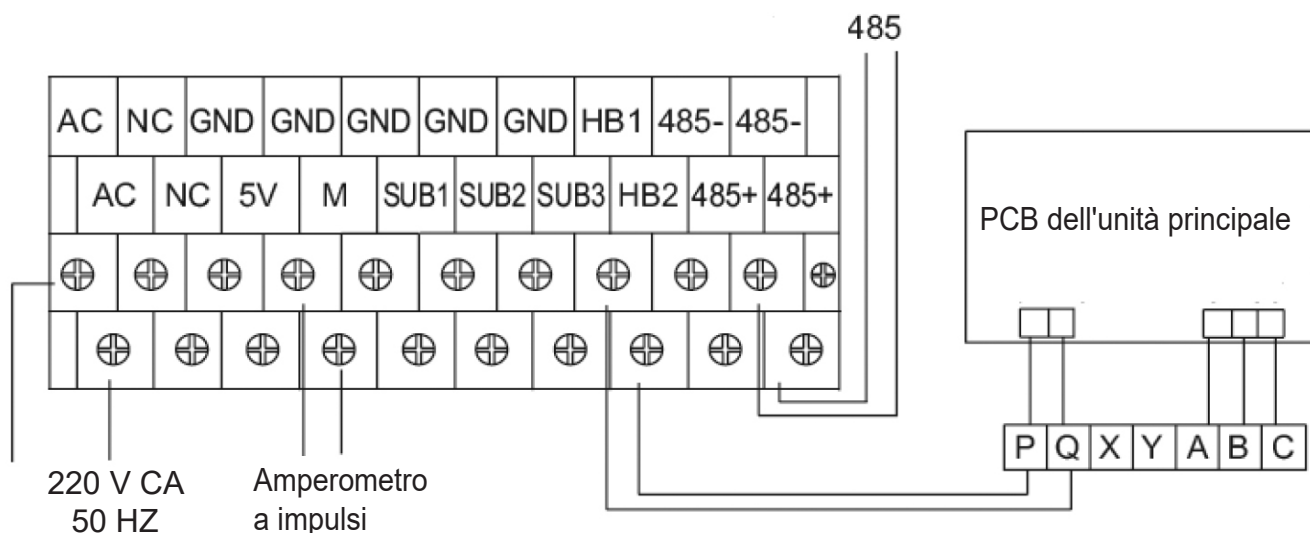 485
AC NC GND GND GND GND GND HB1 485- 485-
AC NC 5V M SUB1 SUB2 SUB3 HB2 485+ 485+
PCB dell'unità principale
P Q X Y A B C
220 V CA
50 HZ
Amperometro
a impulsi